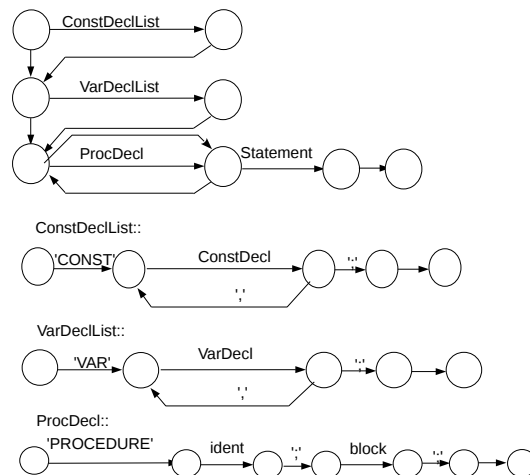 ConstDeclList
VarDeclList
ProcDecl
Statement
ConstDeclList::
'CONST'
ConstDecl
';'
','
VarDeclList::
'VAR'
VarDecl
';'
','
ProcDecl::
'PROCEDURE'
ident
';'
block
';'